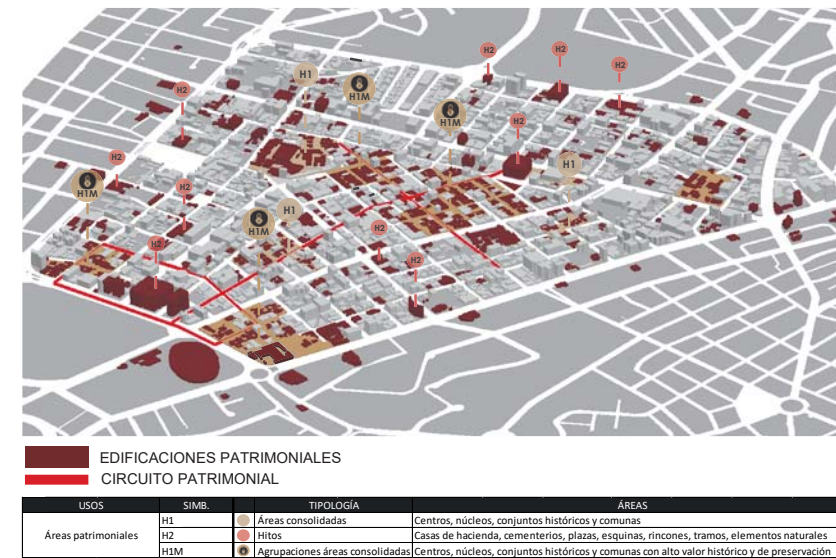 H2
H2
H2
H1
H2
H1M
H1M
H2
H2
H1
H1M
H2
H1
H1M
H2
H2
H2
EDIFICACIONES PATRIMONIALES
CIRCUITO PATRIMONIAL
USOS SIMB. TIPOLOGÍA ÁREAS
Áreas patrimoniales
H1 Áreas consolidadas Centros, núcleos, conjuntos históricos y comunas
H2 Hitos Casas de hacienda, cementerios, plazas, esquinas, rincones, tramos, elementos naturales
H1M Agrupaciones áreas consolidadas Centros, núcleos, conjuntos históricos y comunas con alto valor histórico y de preservación